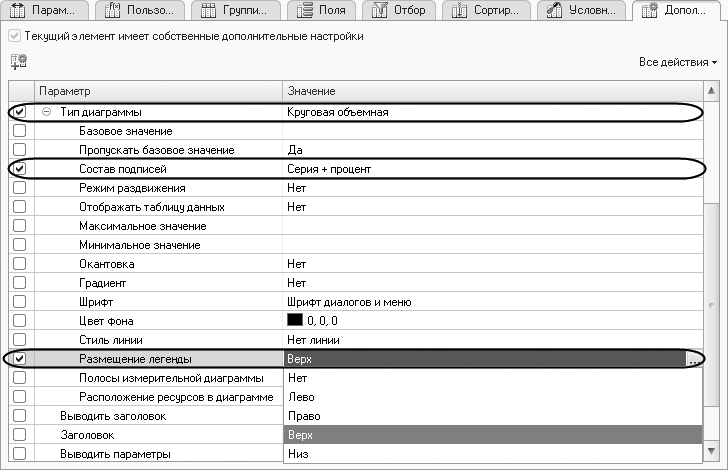 Парам... Пользо... Группи... Поля Отбор Сортир... Условн... Допол...
Текущий элемент имеет собственные дополнительные настройки
Все действия
Параметр Значение
Тип диаграммы Круговая объемная
Базовое значение
Пропускать базовое значение Да
Состав подписей Серия + процент
Режим раздвижения Нет
Отображать таблицу данных Нет
Максимальное значение
Минимальное значение
Окантовка Нет
Градиент Нет
Шрифт Шрифт диалогов и меню
Цвет фона 0, 0, 0
Стиль линии Нет линии
Размещение легенды Верх ...
Полосы измерительной диаграммы Нет
Расположение ресурсов в диаграмме Лево
Выводить заголовок Право
Заголовок Верх
Выводить параметры Низ